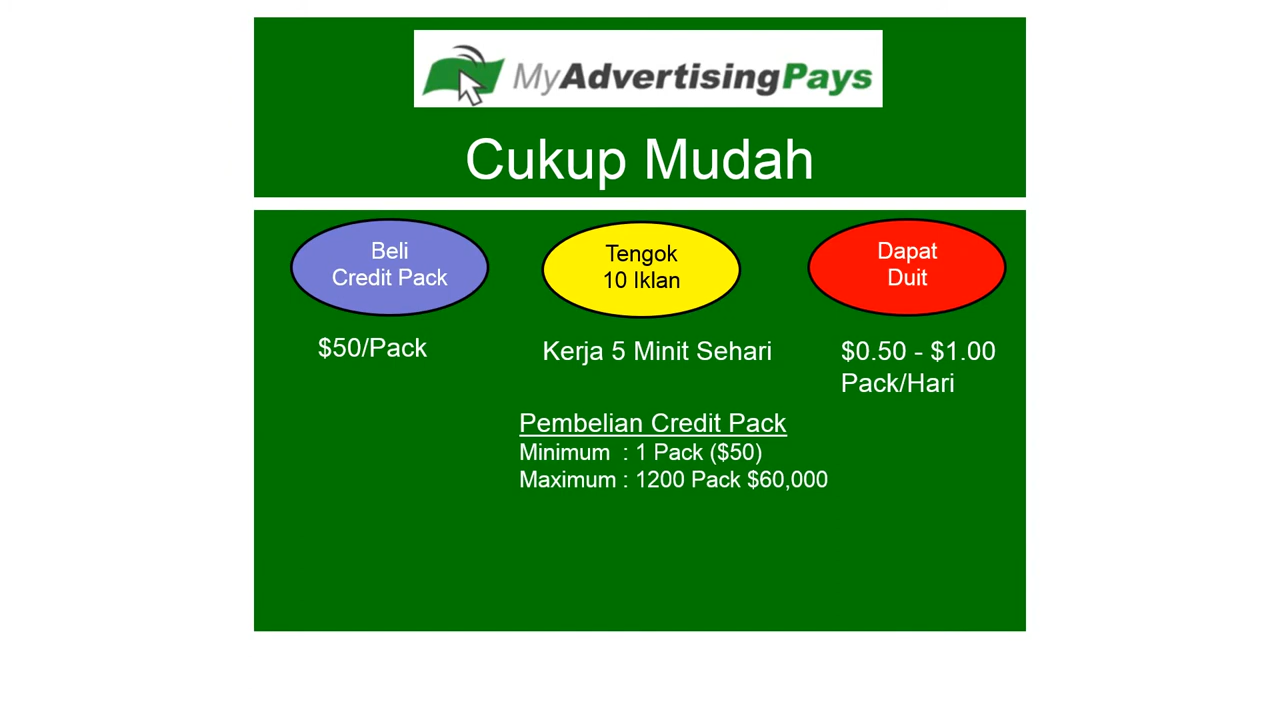 MyAdvertisingPays
Cukup Mudah
Beli
Credit Pack
$50/Pack
Tengok
10 Iklan
Kerja 5 Minit Sehari
Dapat
Duit
$0.50 - $1.00
Pack/Hari
Pembelian Credit Pack
Minimum : 1 Pack ($50)
Maximum : 1200 Pack $60,000